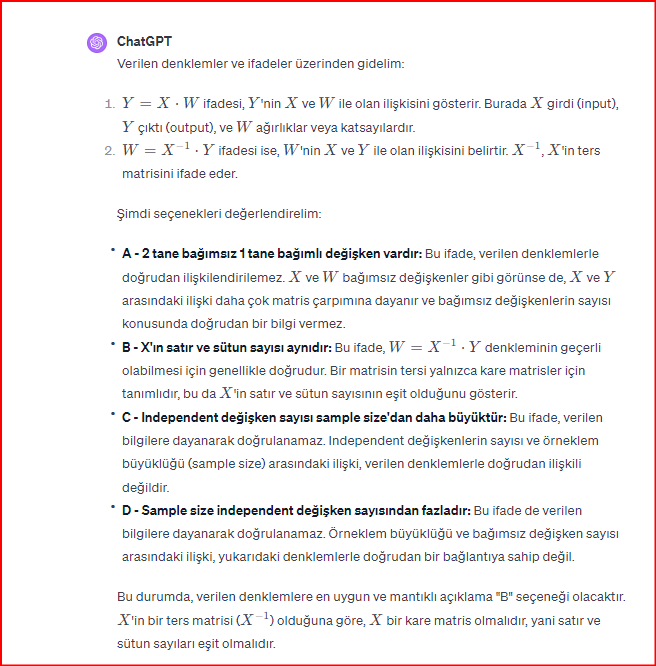 ChatGPT
Verilen denklemler ve ifadeler üzerinden gidelim:
1. Y = X · W ifadesi, Y'nin X ve W ile olan ilişkisini gösterir. Burada X girdi (input),
Y çıktı (output), ve W ağırlıklar veya katsayılardır.
2. W = X⁻¹ · Y ifadesi ise, W'nin X ve Y ile olan ilişkisini belirtir. X⁻¹, X'in ters
matrisini ifade eder.
Şimdi seçenekleri değerlendirelim:
• A - 2 tane bağımsız 1 tane bağımlı değişken vardır: Bu ifade, verilen denklemlerle
doğrudan ilişkilendirilemez. X ve W bağımsız değişkenler gibi görünse de, X ve Y
arasındaki ilişki daha çok matris çarpımına dayanır ve bağımsız değişkenlerin sayısı
konusunda doğrudan bir bilgi vermez.
• B - X'ın satır ve sütun sayısı aynıdır: Bu ifade, W = X⁻¹ · Y denkleminin geçerli
olabilmesi için genellikle doğrudur. Bir matrisin tersi yalnızca kare matrisler için
tanımlıdır, bu da X'in satır ve sütun sayısının eşit olduğunu gösterir.
• C - Independent değişken sayısı sample size'dan daha büyüktür: Bu ifade, verilen
bilgilere dayanarak doğrulanamaz. Independent değişkenlerin sayısı ve örneklem
büyüklüğü (sample size) arasındaki ilişki, verilen denklemlerle doğrudan ilişkili
değildir.
• D - Sample size independent değişken sayısından fazladır: Bu ifade de verilen
bilgilere dayanarak doğrulanamaz. Örneklem büyüklüğü ve bağımsız değişken sayısı
arasındaki ilişki, yukarıdaki denklemlerle doğrudan bir bağlantıya sahip değil.
Bu durumda, verilen denklemlere en uygun ve mantıklı açıklama "B" seçeneği olacaktır.
X'in bir ters matrisi (X⁻¹) olduğuna göre, X bir kare matris olmalıdır, yani satır ve
sütun sayıları eşit olmalıdır.